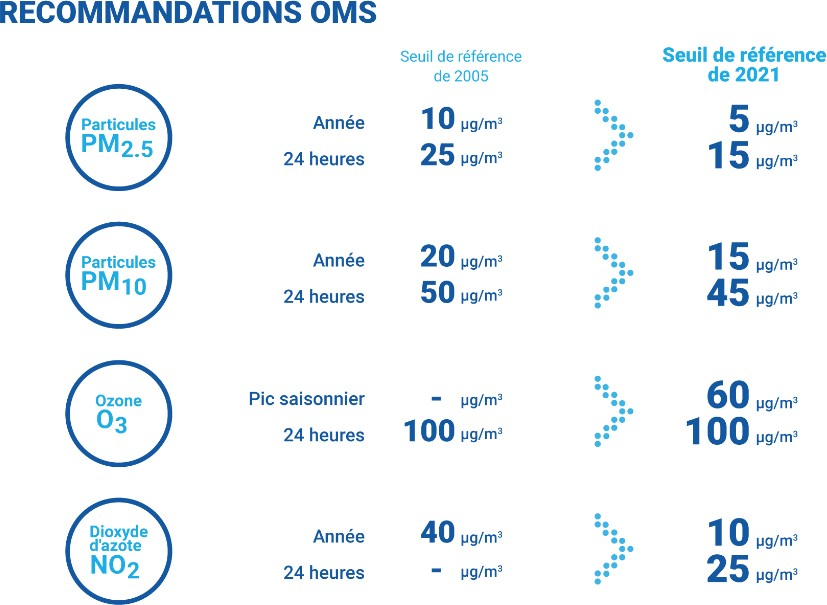 RECOMMANDATIONS OMS
Seuil de référence
de 2005
Seuil de référence
de 2021
Particules
PM2.5
Année 10 µg/m³ 5 µg/m³
24 heures 25 µg/m³ 15 µg/m³
Particules
PM10
Année 20 µg/m³ 15 µg/m³
24 heures 50 µg/m³ 45 µg/m³
Ozone
O3
Pic saisonnier - µg/m³ 60 µg/m³
24 heures 100 µg/m³ 100 µg/m³
Dioxyde
d'azote
NO2
Année 40 µg/m³ 10 µg/m³
24 heures - µg/m³ 25 µg/m³